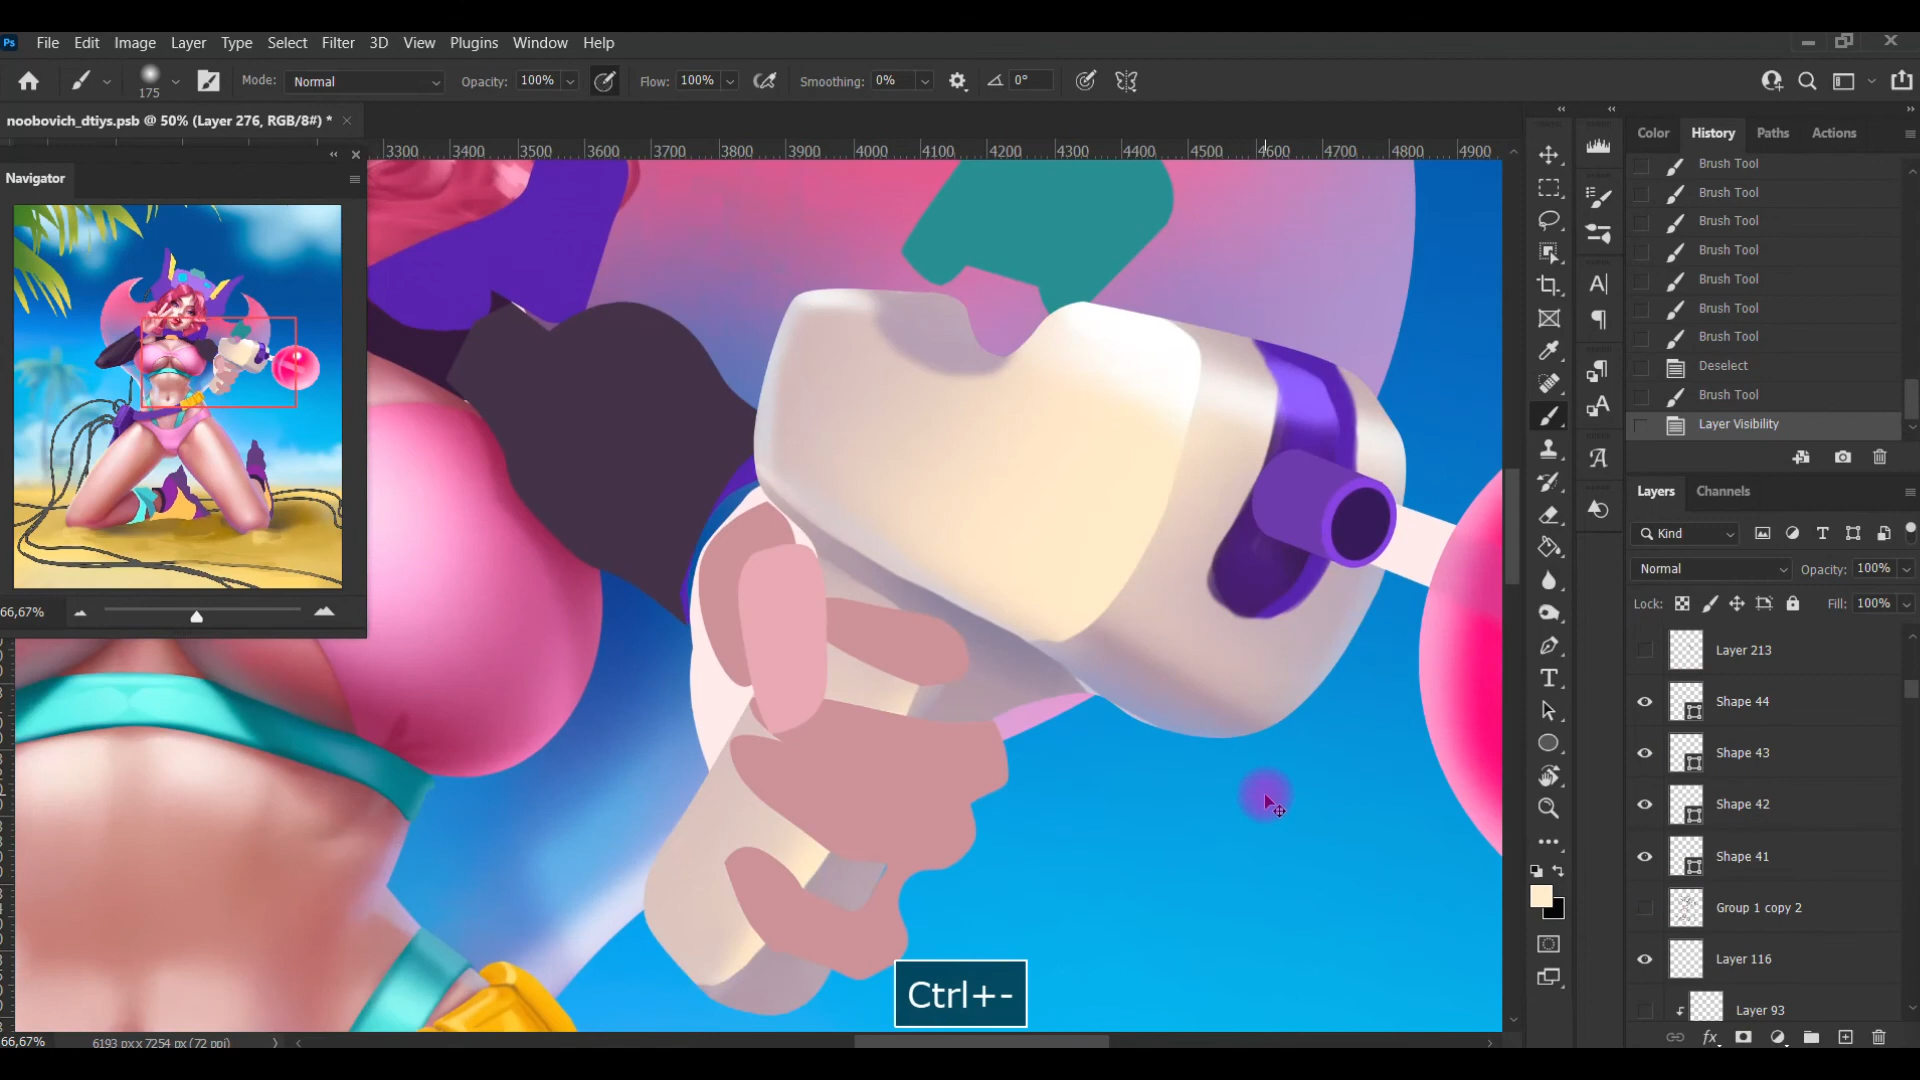 Ps File Edit Image Layer Type Select Filter 3D View Plugins Window Help
175 Mode: Normal Opacity: 100% Flow: 100% Smoothing: 0% 0°
noobovich_dtiys.psb @ 50% (Layer 276, RGB/8#) *
3300 3400 3500 3600 3700 3800 3900 4000 4100 4200 4300 4400 4500 4600 4700 4800 4900
Navigator
66,67%
Color History Paths Actions
Brush Tool
Brush Tool
Brush Tool
Brush Tool
Brush Tool
Brush Tool
Brush Tool
Deselect
Brush Tool
Layer Visibility
Layers Channels
Kind
Normal Opacity: 100%
Lock: Fill: 100%
Layer 213
Shape 44
Shape 43
Shape 42
Shape 41
Group 1 copy 2
Layer 116
Layer 93
fx
Ctrl+-
66,67% 6193 px x 7254 px (72 ppi)